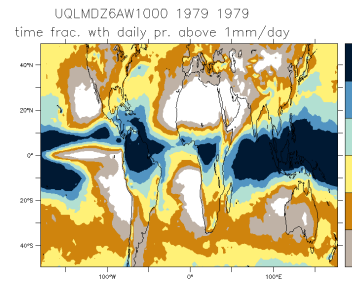 UQLMDZ6AW1000 1979 1979
time frac. wth daily pr. above 1mm/day
40°N
20°N
0°
20°S
40°S
100°W
0°
100°E